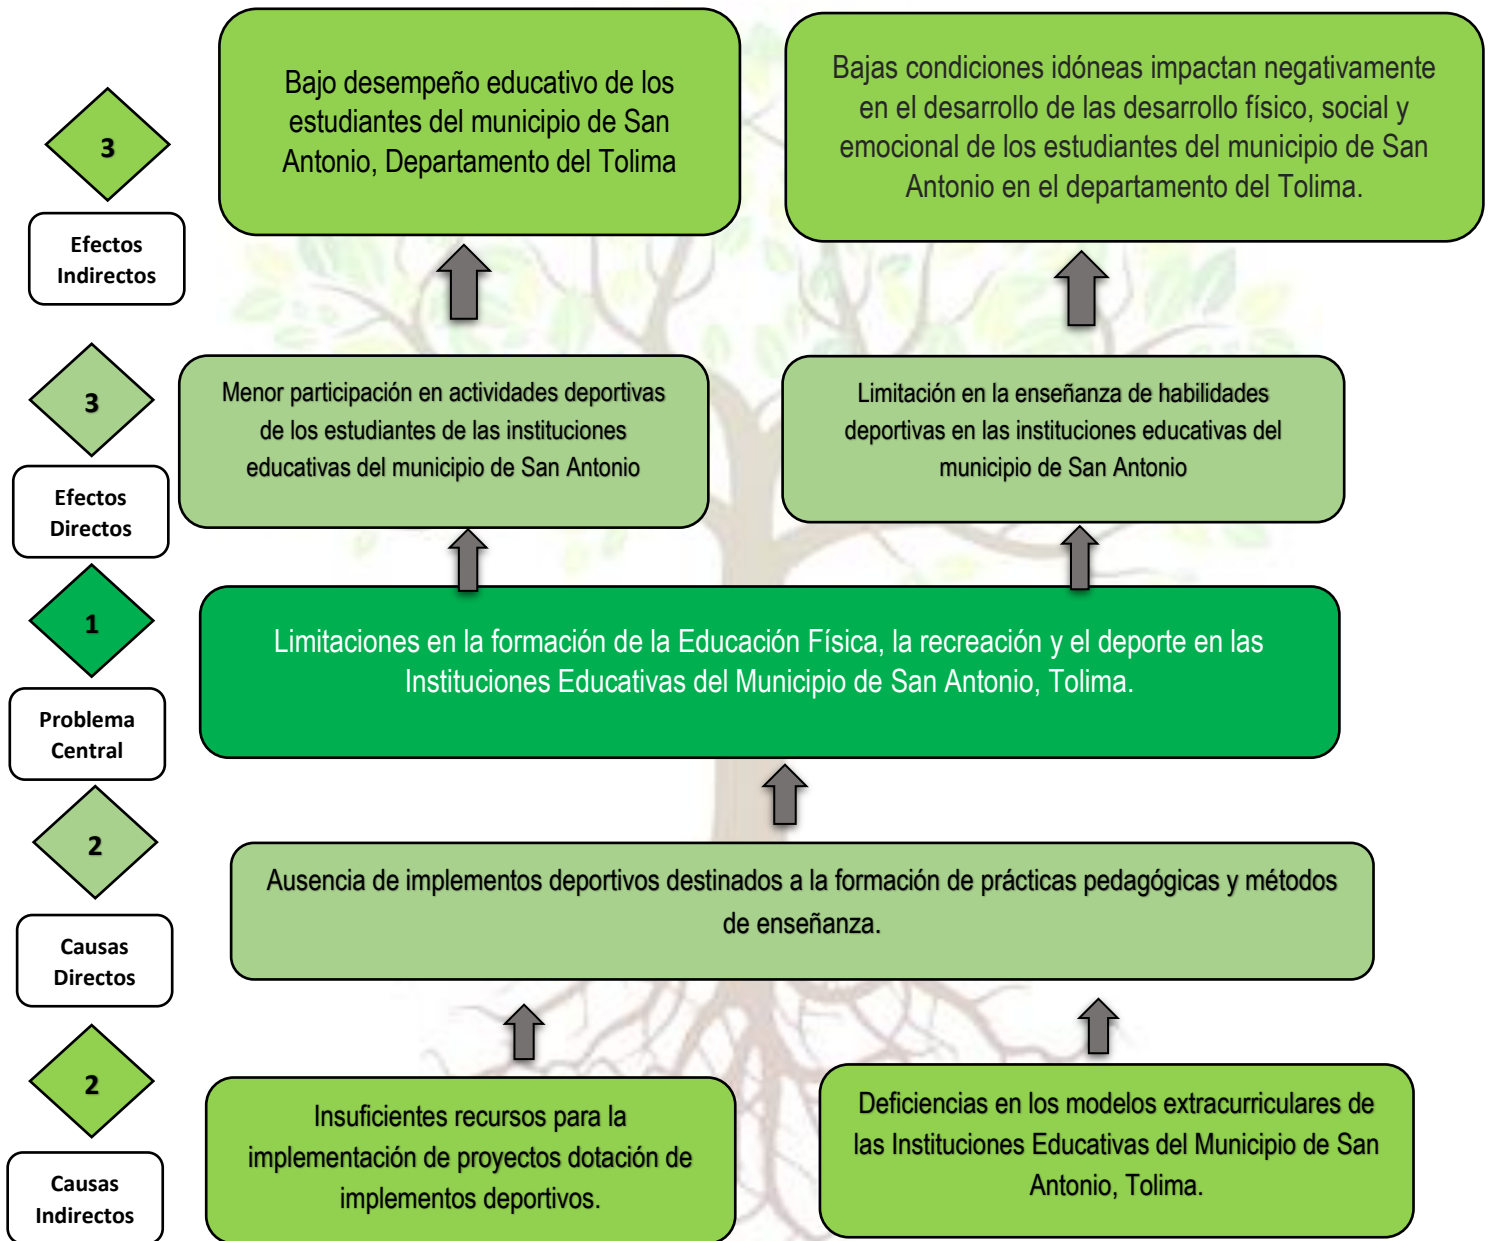 Bajo desempeño educativo de los
estudiantes del municipio de San
Antonio, Departamento del Tolima
Bajas condiciones idóneas impactan negativamente
en el desarrollo de las desarrollo físico, social y
emocional de los estudiantes del municipio de San
Antonio en el departamento del Tolima.
3
Efectos
Indirectos
Menor participación en actividades deportivas
de los estudiantes de las instituciones
educativas del municipio de San Antonio
Limitación en la enseñanza de habilidades
deportivas en las instituciones educativas del
municipio de San Antonio
3
Efectos
Directos
1
Limitaciones en la formación de la Educación Física, la recreación y el deporte en las
Instituciones Educativas del Municipio de San Antonio, Tolima.
Problema
Central
2
Ausencia de implementos deportivos destinados a la formación de prácticas pedagógicas y métodos
de enseñanza.
Causas
Directos
2
Insuficientes recursos para la
implementación de proyectos dotación de
implementos deportivos.
Deficiencias en los modelos extracurriculares de
las Instituciones Educativas del Municipio de San
Antonio, Tolima.
Causas
Indirectos